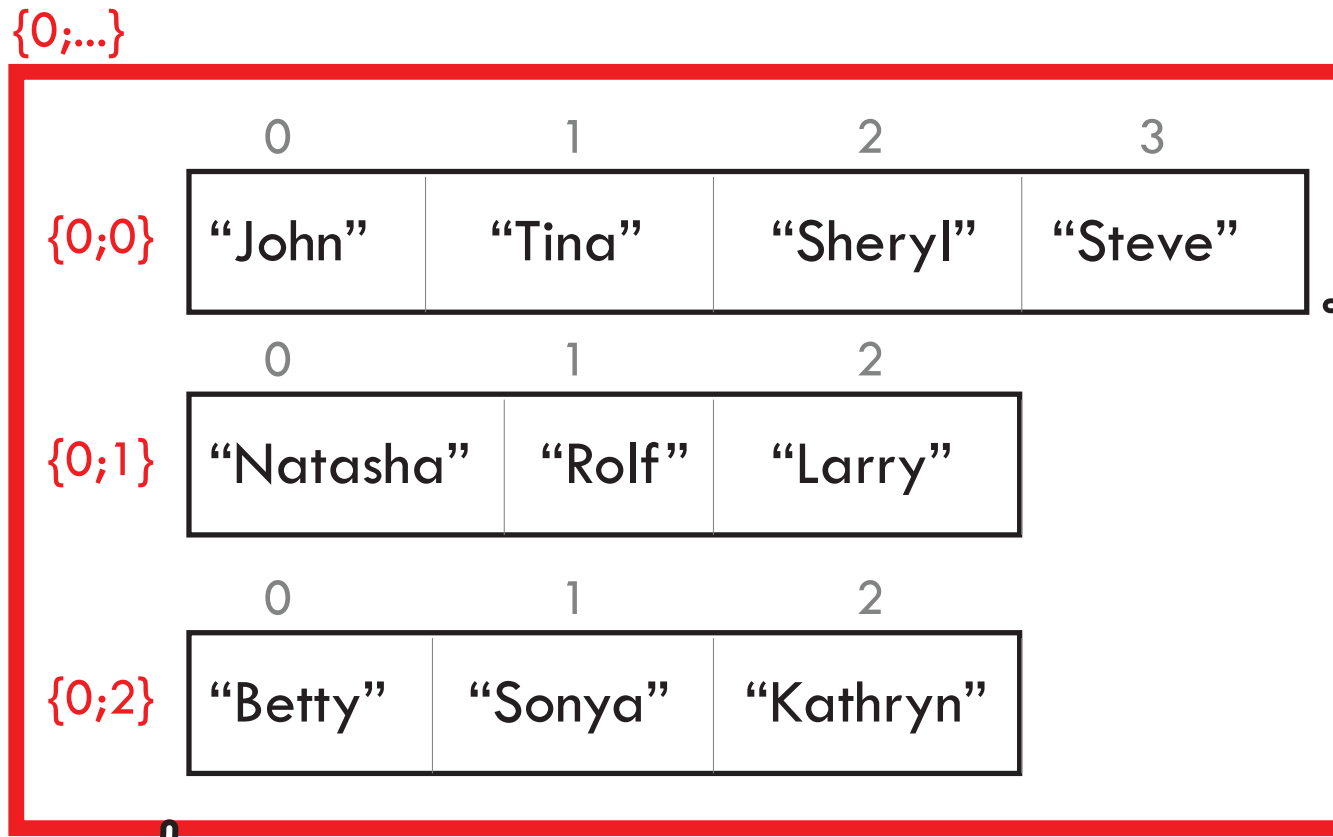 {0;...}
0 1 2 3
{0;0} “John” “Tina” “Sheryl” “Steve”
0 1 2
{0;1} “Natasha” “Rolf” “Larry”
0 1 2
{0;2} “Betty” “Sonya” “Kathryn”